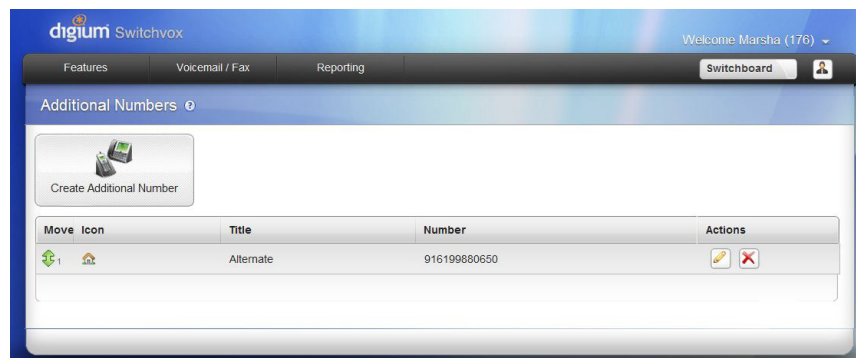 digium Switchvox
Welcome Marsha (176)
Features Voicemail / Fax Reporting Switchboard
Additional Numbers ?
Create Additional Number
Move Icon Title Number Actions
1 Alternate 916199880650